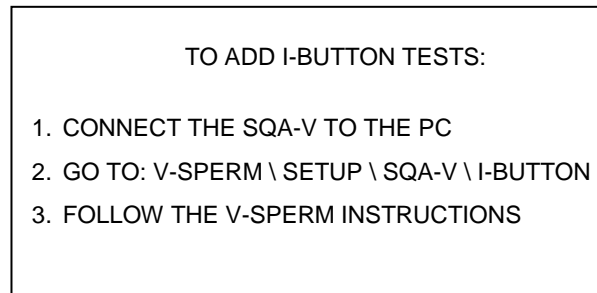 TO ADD I-BUTTON TESTS:
1. CONNECT THE SQA-V TO THE PC
2. GO TO: V-SPERM \ SETUP \ SQA-V \ I-BUTTON
3. FOLLOW THE V-SPERM INSTRUCTIONS